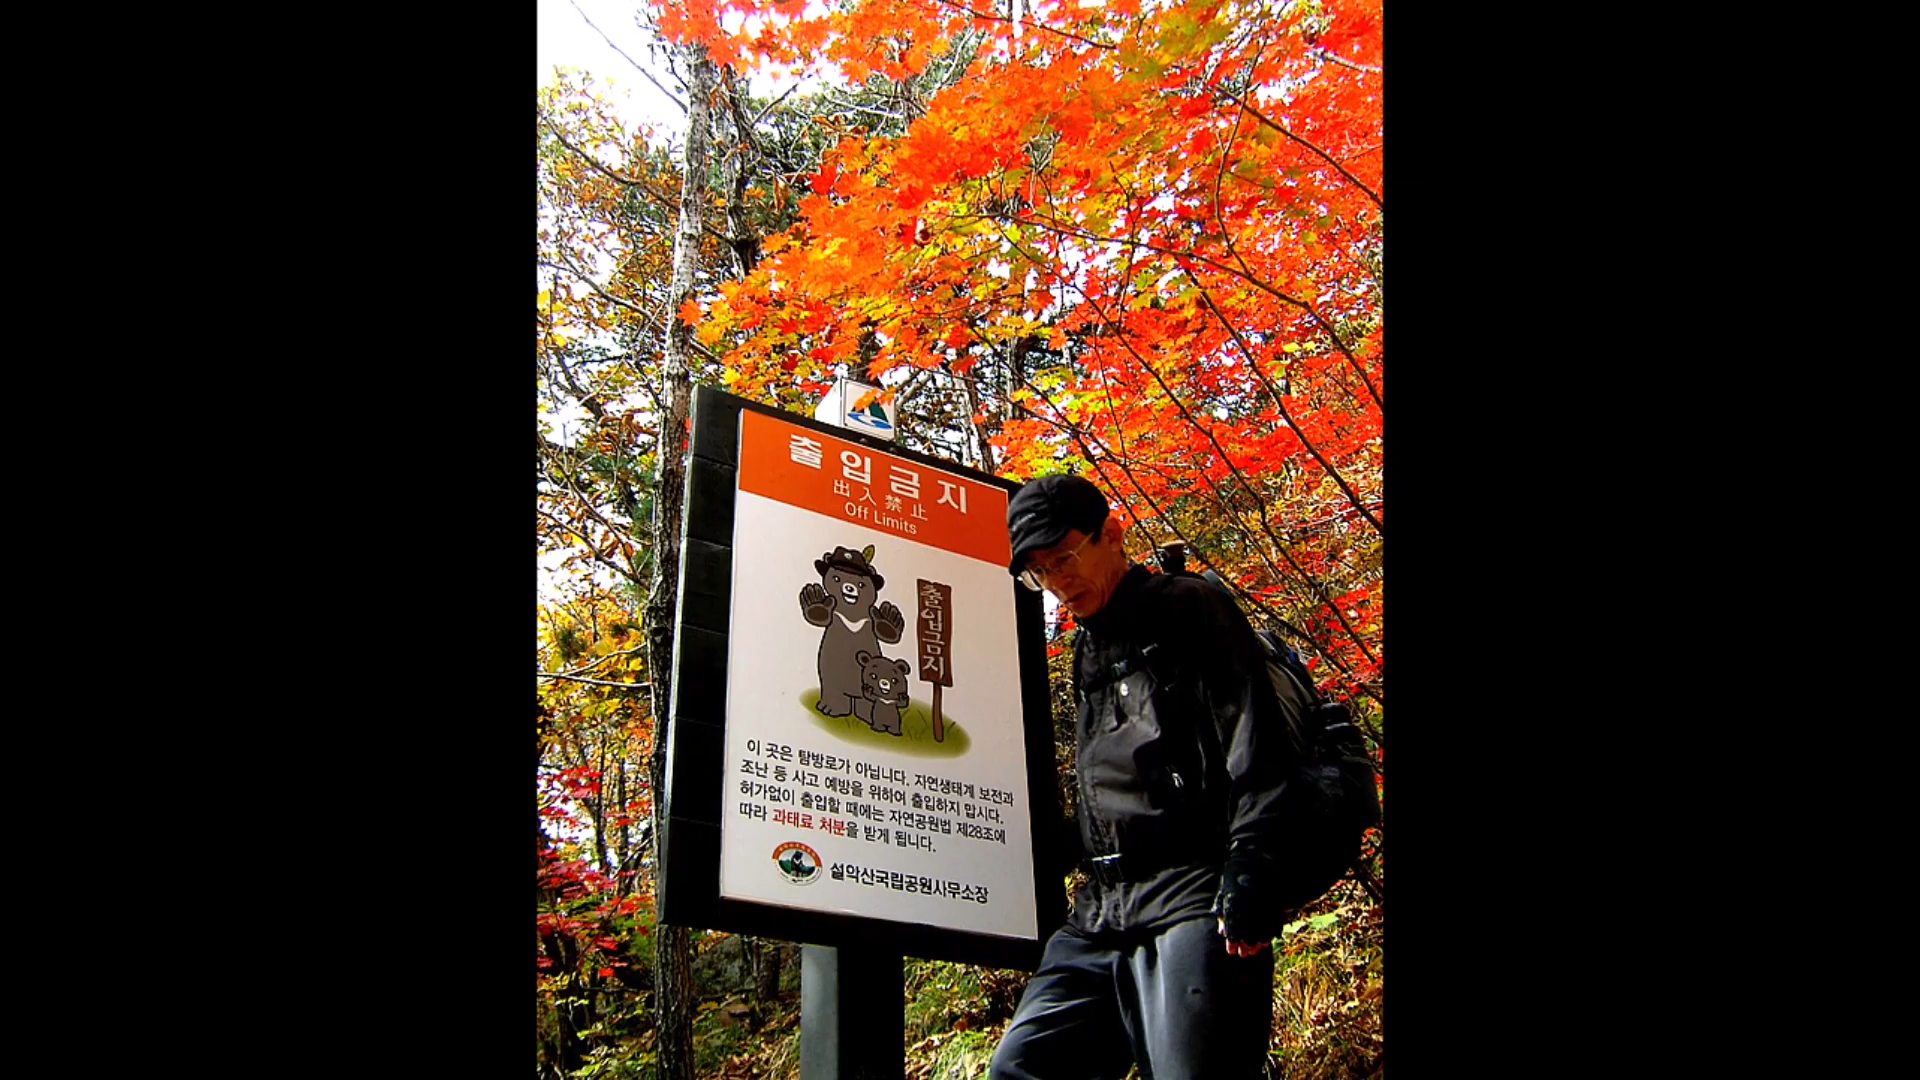 출입금지
出入禁止
Off Limits
출입금지
이 곳은 탐방로가 아닙니다. 자연생태계 보전과
조난 등 사고 예방을 위하여 출입하지 맙시다.
허가없이 출입할 때에는 자연공원법 제28조에
따라 과태료 처분을 받게 됩니다.
설악산국립공원사무소장